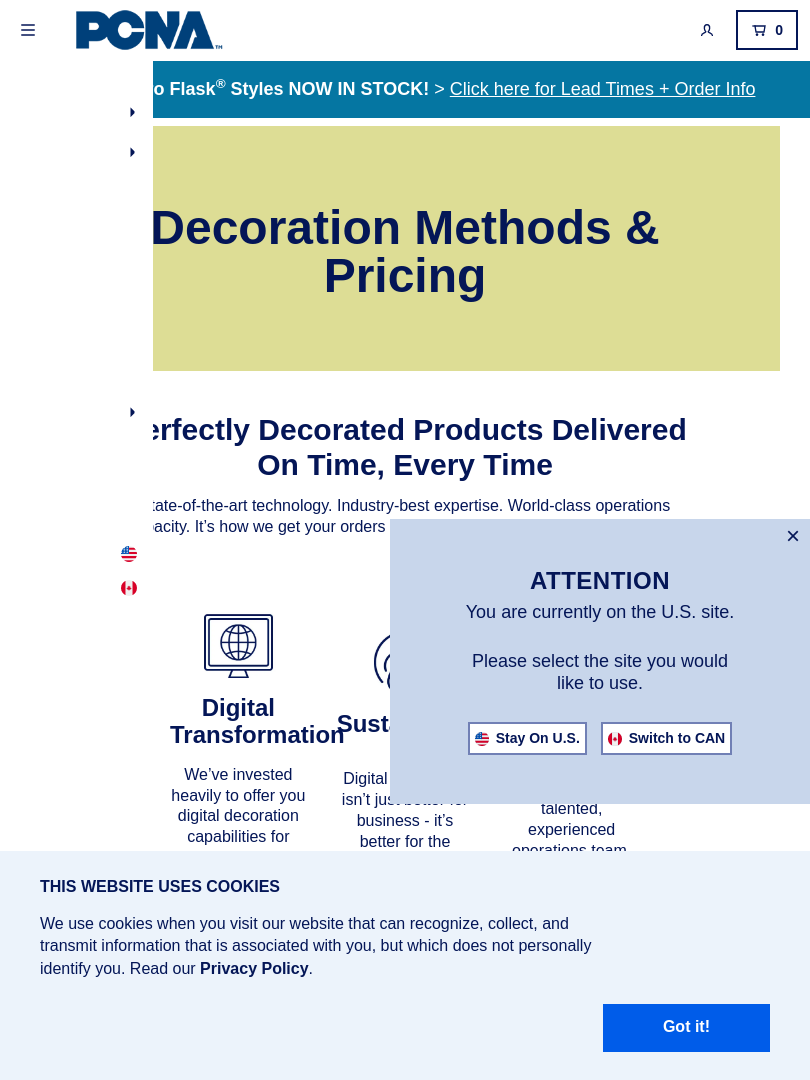 PCNA™
0
o Flask® Styles NOW IN STOCK! > Click here for Lead Times + Order Info
Decoration Methods &
Pricing
erfectly Decorated Products Delivered
On Time, Every Time
tate-of-the-art technology. Industry-best expertise. World-class operations
pacity. It’s how we get your orders
×
ATTENTION
You are currently on the U.S. site.
Please select the site you would
like to use.
Stay On U.S.
Switch to CAN
Digital
Transformation
We’ve invested
heavily to offer you
digital decoration
capabilities for
Digital
isn’t just better for
business - it’s
better for the
talented,
experienced
operations team
THIS WEBSITE USES COOKIES
We use cookies when you visit our website that can recognize, collect, and
transmit information that is associated with you, but which does not personally
identify you. Read our Privacy Policy.
Got it!